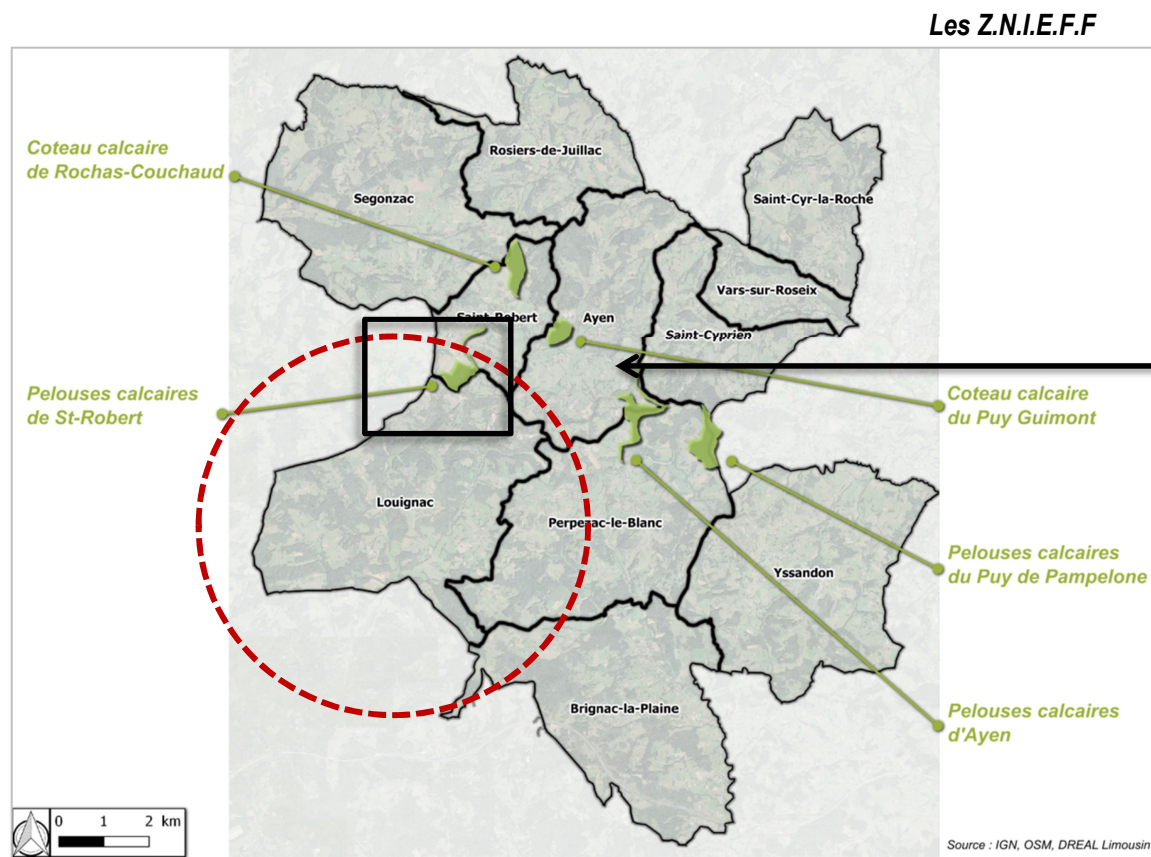 Les Z.N.I.E.F.F
Coteau calcaire
de Rochas-Couchaud
Rosiers-de-Juillac
Segonzac
Saint-Cyr-la-Roche
Vars-sur-Roseix
Saint-Robert
Ayen
Saint-Cyprien
Pelouses calcaires
de St-Robert
Coteau calcaire
du Puy Guimont
Louignac
Perpezac-le-Blanc
Yssandon
Pelouses calcaires
du Puy de Pampelone
Brignac-la-Plaine
Pelouses calcaires
d'Ayen
0 1 2 km
Source : IGN, OSM, DREAL Limousin